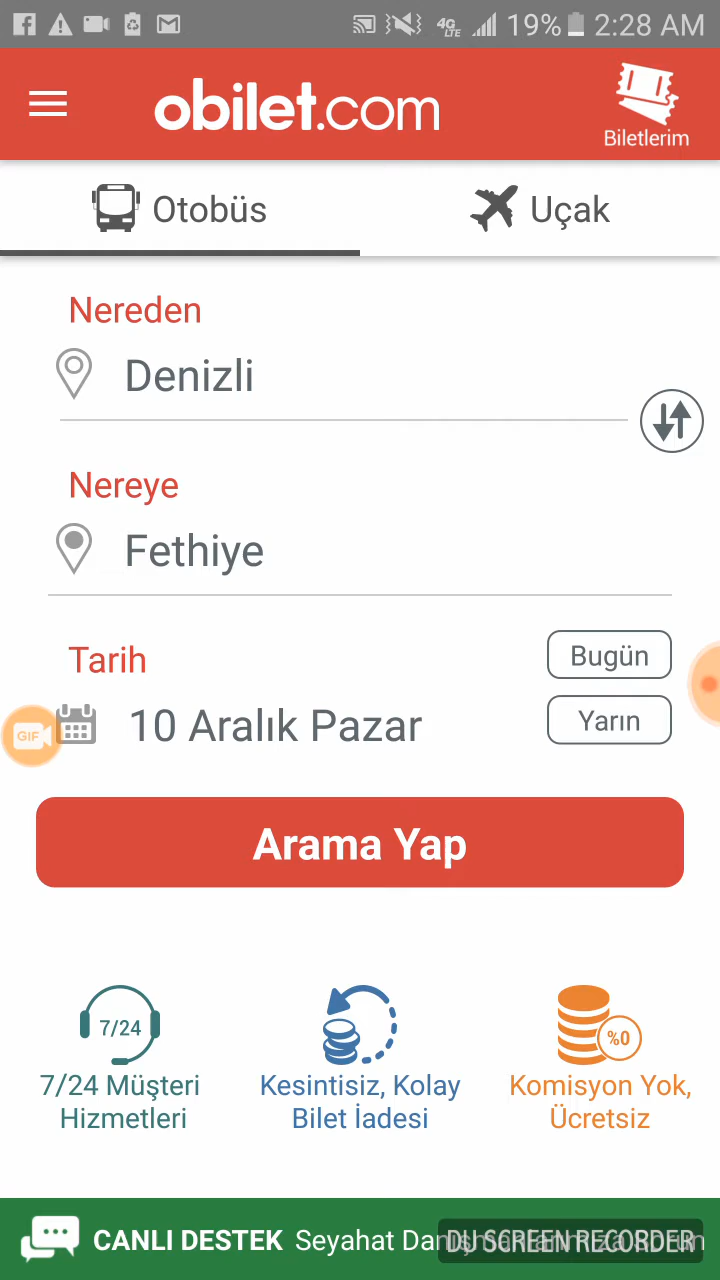 19% 2:28 AM
obilet.com
Biletlerim
Otobüs Uçak
Nereden
Denizli
Nereye
Fethiye
Tarih
Bugün
10 Aralık Pazar
Yarın
GIF
Arama Yap
7/24
%0
7/24 Müşteri
Hizmetleri
Kesintisiz, Kolay
Bilet İadesi
Komisyon Yok,
Ücretsiz
CANLI DESTEK Seyahat
DU SCREEN RECORDER